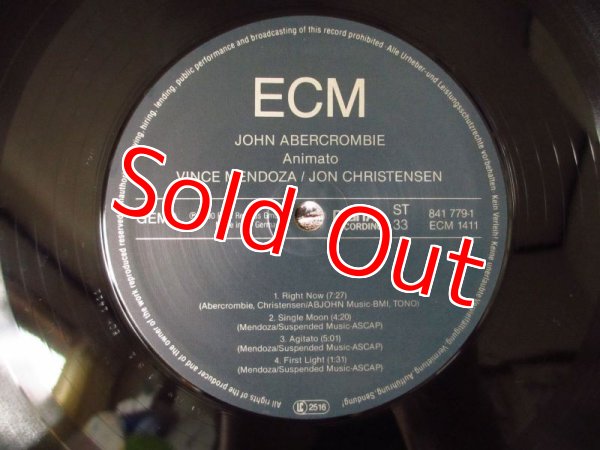 All rights of the producer and of the owner of the work reproduced reserved. hiring, lending, public performance and broadcasting of this record prohibited. Alle Urheber- und Leistungsschutzrechte vorbehalten. Kein Verleih! Keine Vermietung, Aufführung, Sendung!
ECM
JOHN ABERCROMBIE
Animato
VINCE MENDOZA / JON CHRISTENSEN
Sold Out
GEM
ST
33
841 779-1
ECM 1411
1. Right Now (7:27)
(Abercrombie, Christensen/ABJOHN Music-BMI, TONO)
2. Single Moon (4:20)
(Mendoza/Suspended Music-ASCAP)
3. Agitato (5:01)
(Mendoza/Suspended Music-ASCAP)
4. First Light (1:31)
(Mendoza/Suspended Music-ASCAP)
LC 2516